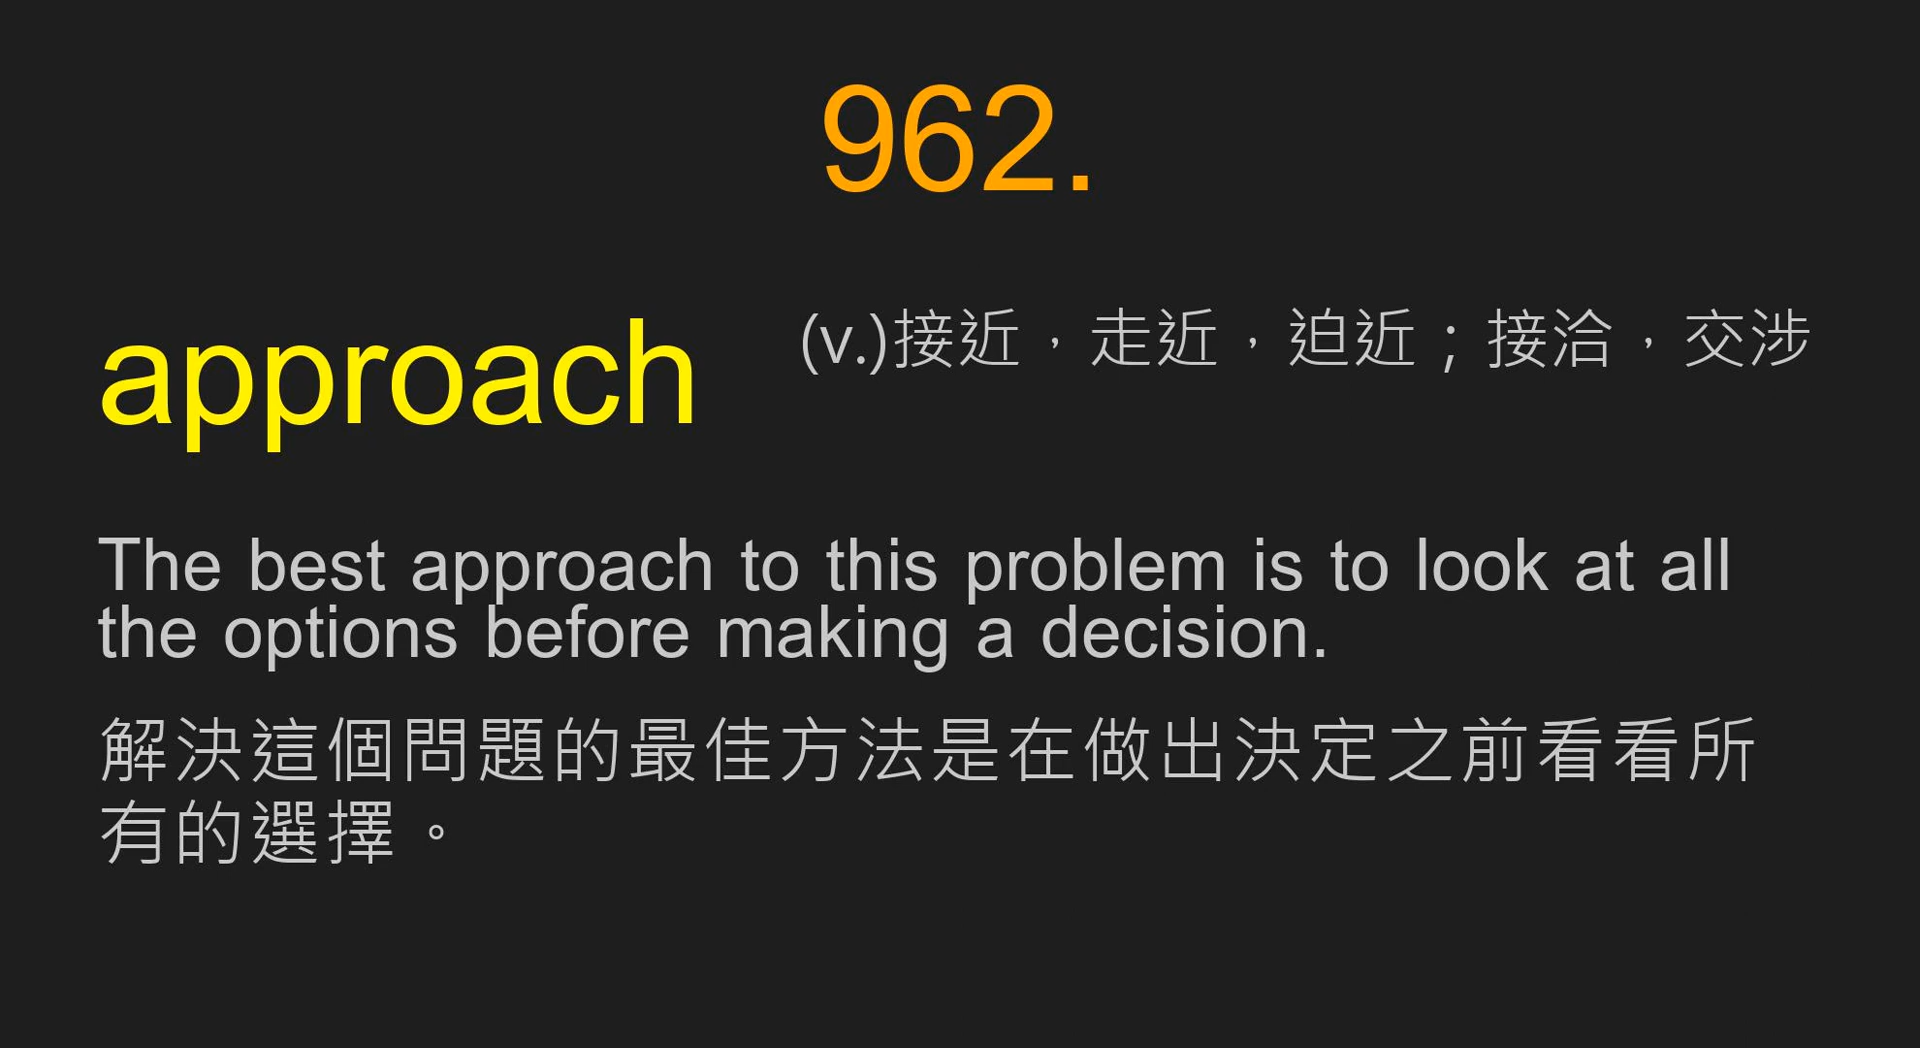 962.
approach
(v.)接近，走近，迫近；接洽，交涉
The best approach to this problem is to look at all
the options before making a decision.
解決這個問題的最佳方法是在做出決定之前看看所
有的選擇。